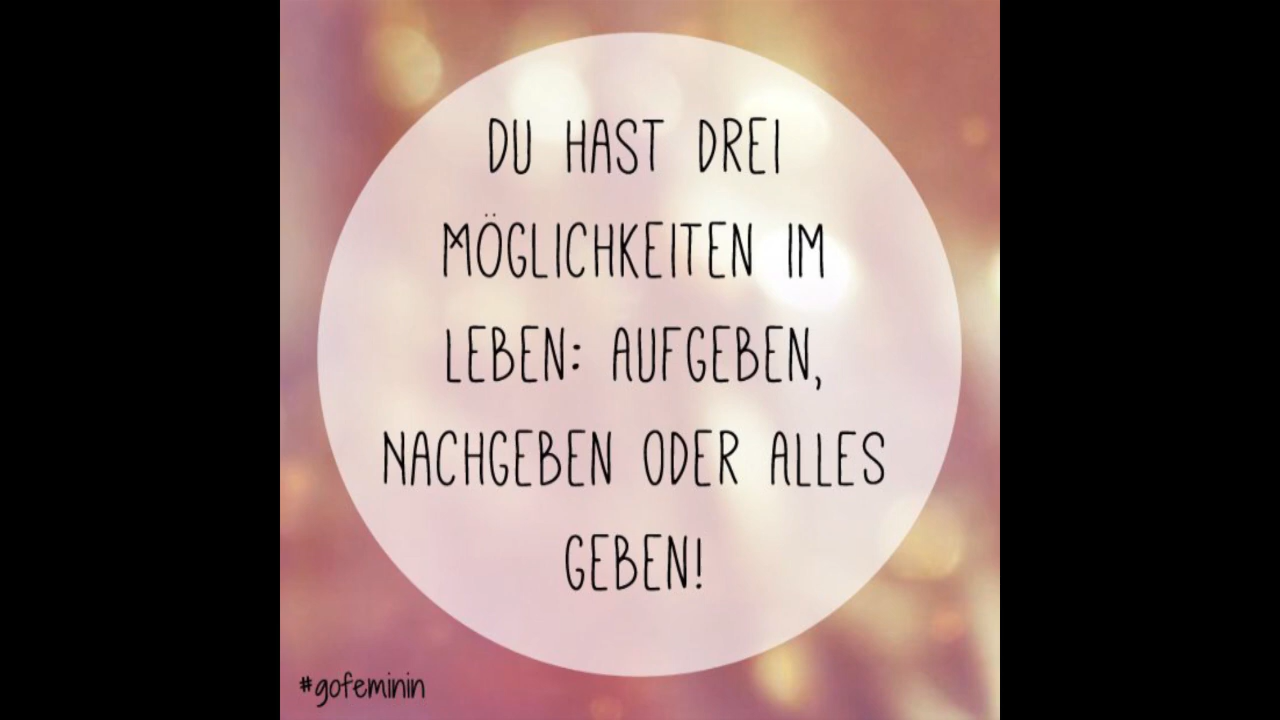 DU HAST DREI
MÖGLICHKEITEN IM
LEBEN: AUFGEBEN,
NACHGEBEN ODER ALLES
GEBEN!
#gofeminin